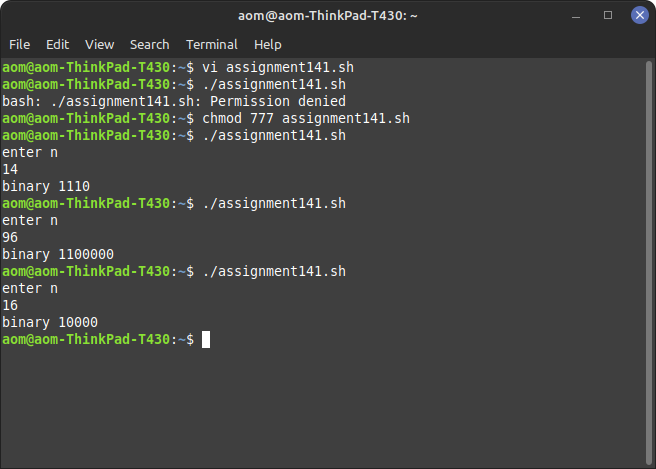 aom@aom-ThinkPad-T430: ~
File Edit View Search Terminal Help
aom@aom-ThinkPad-T430:~$ vi assignment141.sh
aom@aom-ThinkPad-T430:~$ ./assignment141.sh
bash: ./assignment141.sh: Permission denied
aom@aom-ThinkPad-T430:~$ chmod 777 assignment141.sh
aom@aom-ThinkPad-T430:~$ ./assignment141.sh
enter n
14
binary 1110
aom@aom-ThinkPad-T430:~$ ./assignment141.sh
enter n
96
binary 1100000
aom@aom-ThinkPad-T430:~$ ./assignment141.sh
enter n
16
binary 10000
aom@aom-ThinkPad-T430:~$